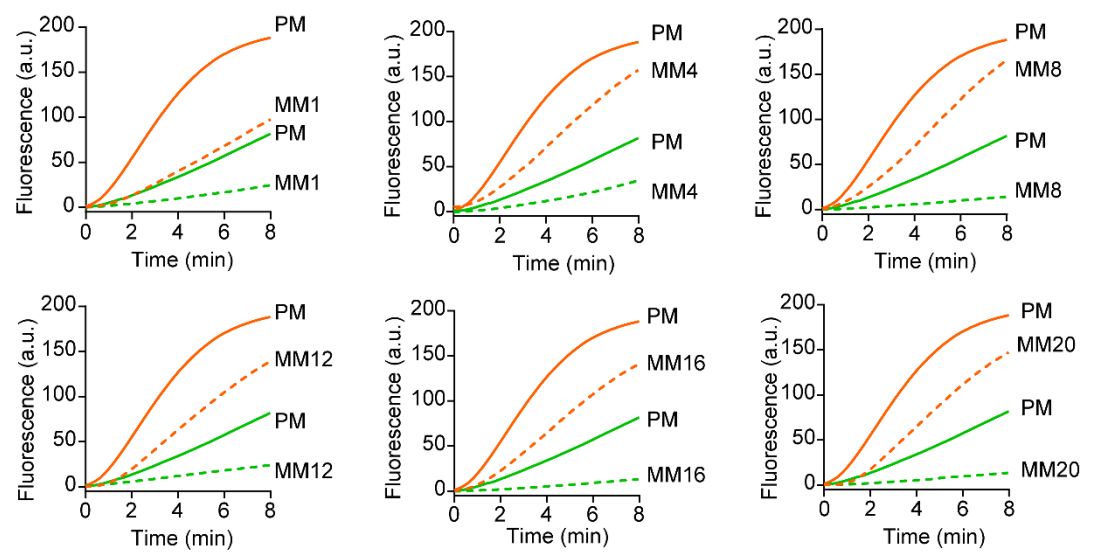 Fluorescence (a.u.)
200
150
100
50
0
0 2 4 6 8
Time (min)
PM
MM1
PM
MM1
Fluorescence (a.u.)
200
150
100
50
0
0 2 4 6 8
Time (min)
PM
MM4
PM
MM4
Fluorescence (a.u.)
200
150
100
50
0
0 2 4 6 8
Time (min)
PM
MM8
PM
MM8
Fluorescence (a.u.)
200
150
100
50
0
0 2 4 6 8
Time (min)
PM
MM12
PM
MM12
Fluorescence (a.u.)
200
150
100
50
0
0 2 4 6 8
Time (min)
PM
MM16
PM
MM16
Fluorescence (a.u.)
200
150
100
50
0
0 2 4 6 8
Time (min)
PM
MM20
PM
MM20